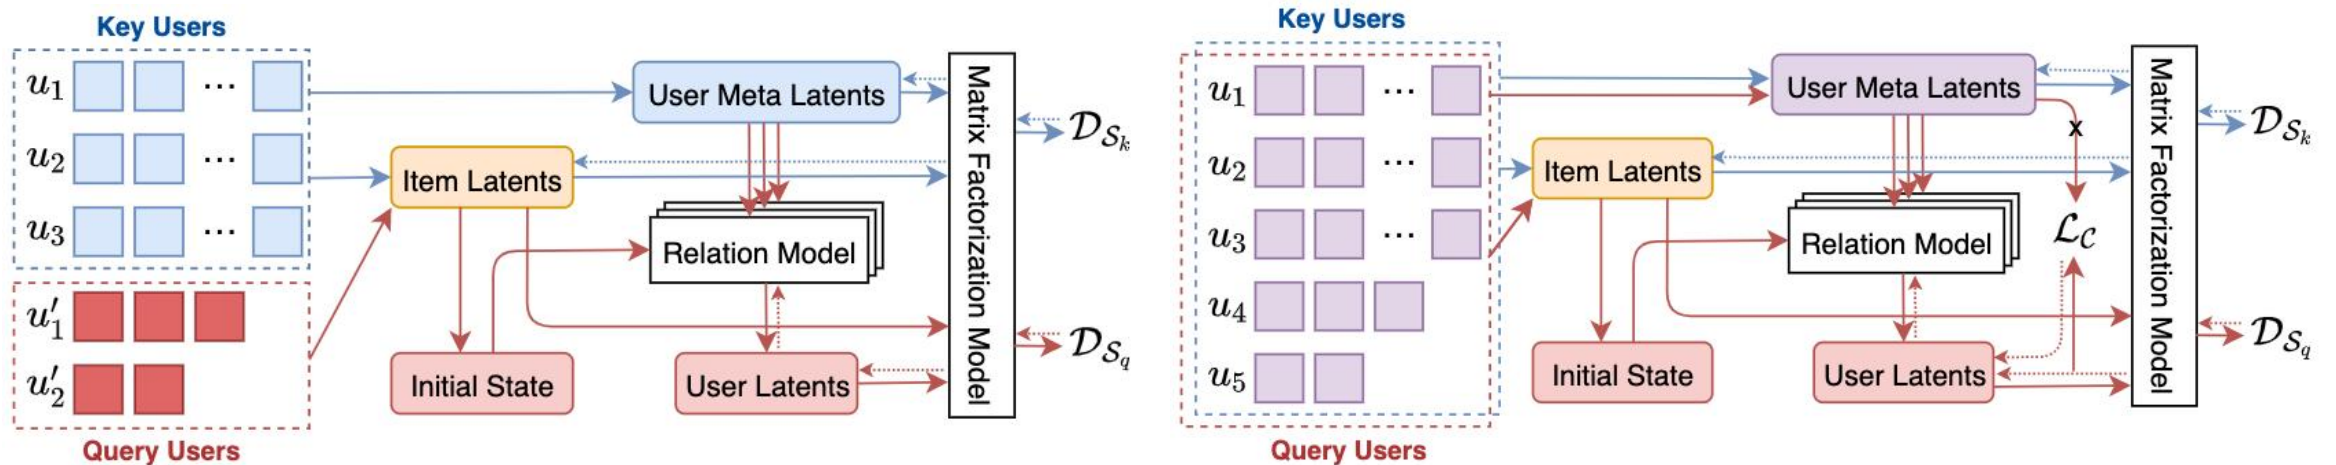 Key Users
u₁ ...
u₂ ...
u₃ ...
u′₁
u′₂
Query Users
User Meta Latents
Item Latents
Relation Model
Initial State
User Latents
Matrix Factorization Model
𝒟_{𝒮_k}
𝒟_{𝒮_q}
Key Users
u₁ ...
u₂ ...
u₃ ...
u₄
u₅
Query Users
User Meta Latents
x
Item Latents
Relation Model
ℒ_𝒞
Initial State
User Latents
Matrix Factorization Model
𝒟_{𝒮_k}
𝒟_{𝒮_q}